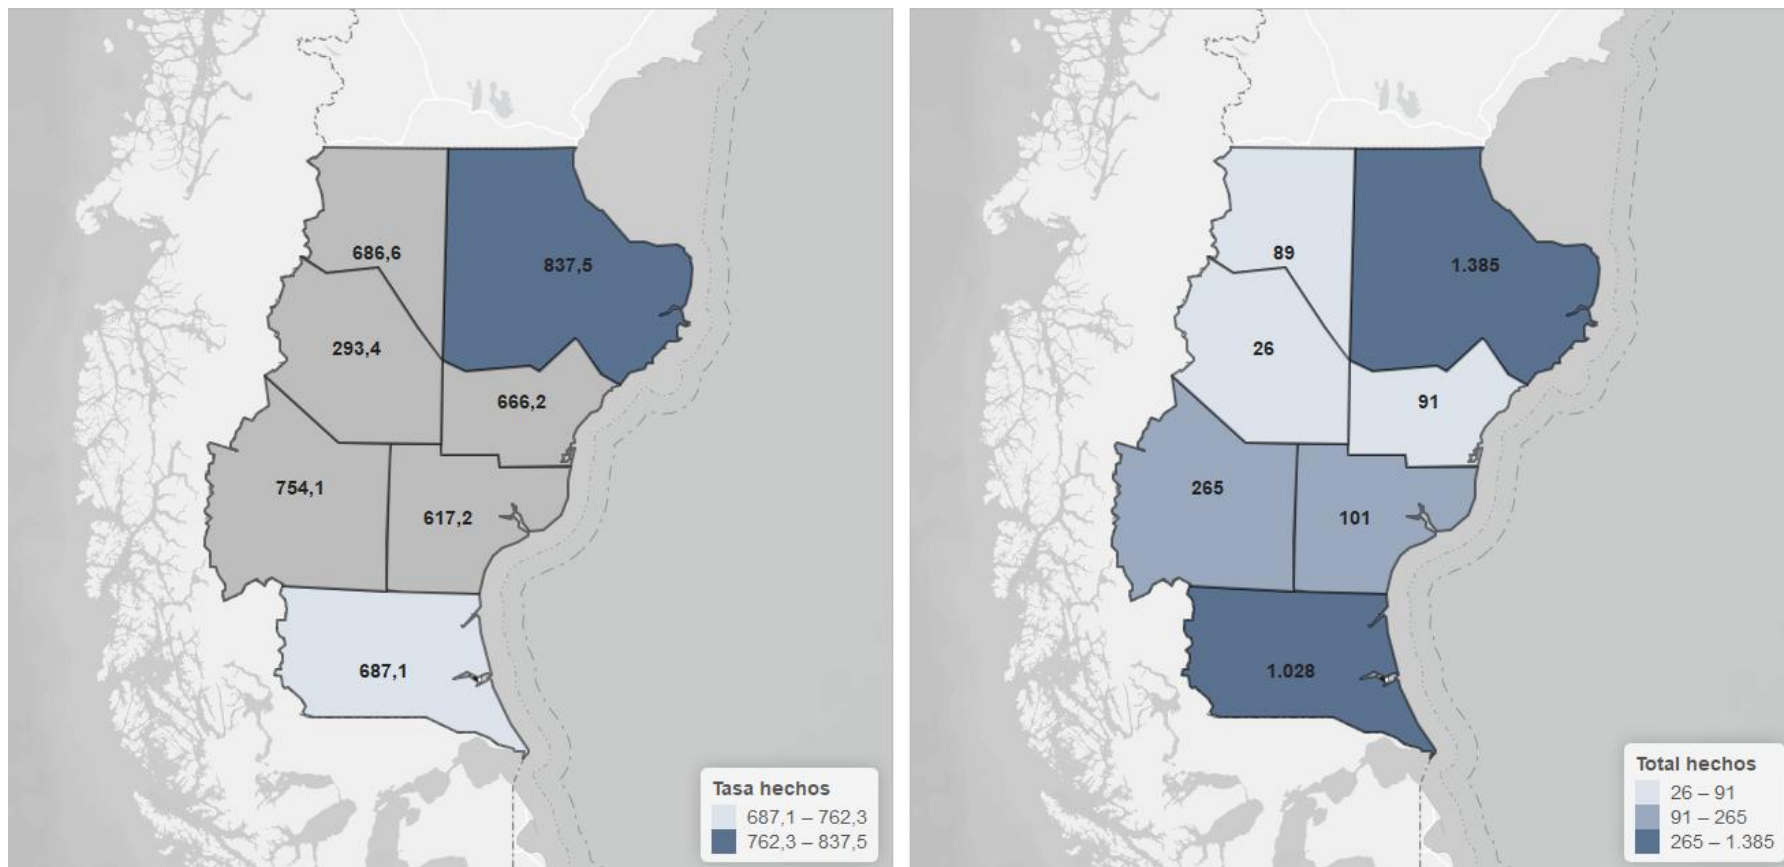 686,6
837,5
293,4
666,2
754,1
617,2
687,1
Tasa hechos
687,1 – 762,3
762,3 – 837,5
89
1.385
26
91
265
101
1.028
Total hechos
26 – 91
91 – 265
265 – 1.385